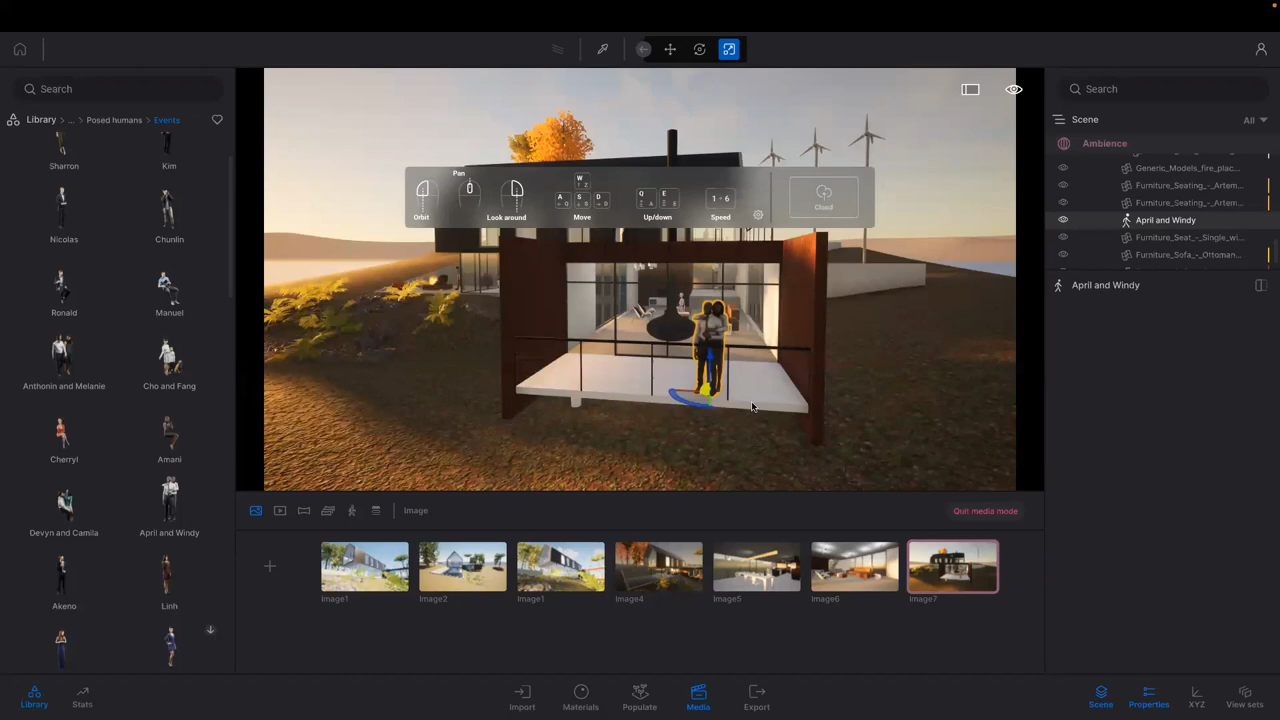 Search
Search
Library > ... > Posed humans > Events
Scene
All
Ambience
Sharron
Kim
Generic_Models_fire_plac...
Furniture_Seating_-_Artem...
Furniture_Seating_-_Artem...
April and Windy
Furniture_Seat_-_Single_wi...
Furniture_Sofa_-_Ottoman...
Pan
Orbit
Look around
W
A S D
Move
Q E
Up/down
1 - 6
Speed
Cloud
Nicolas
Chunlin
April and Windy
Ronald
Manuel
Anthonin and Melanie
Cho and Fang
Cherryl
Amani
Image
Quit media mode
Devyn and Camila
April and Windy
Image1
Image2
Image1
Image4
Image5
Image6
Image7
Akeno
Linh
Library
Stats
Import
Materials
Populate
Media
Export
Scene
Properties
XYZ
View sets